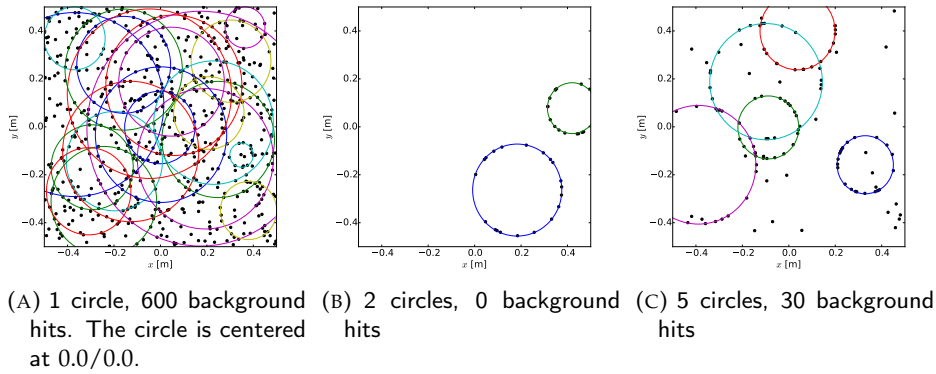 0.4
0.2
0.0
−0.2
−0.4
y [m]
−0.4 −0.2 0.0 0.2 0.4
x [m]
0.4
0.2
0.0
−0.2
−0.4
y [m]
−0.4 −0.2 0.0 0.2 0.4
x [m]
0.4
0.2
0.0
−0.2
−0.4
y [m]
−0.4 −0.2 0.0 0.2 0.4
x [m]
(A) 1 circle, 600 background
hits. The circle is centered
at 0.0/0.0.
(B) 2 circles, 0 background
hits
(C) 5 circles, 30 background
hits